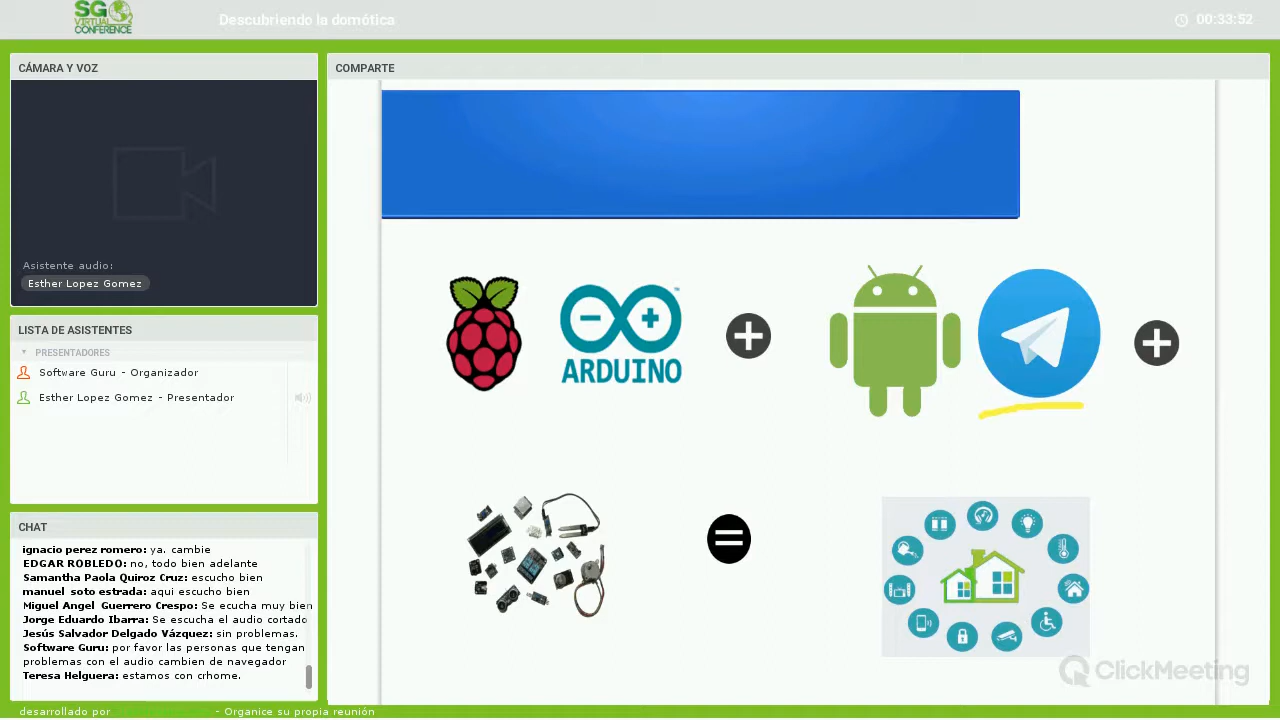 SG
VIRTUAL
CONFERENCE
Descubriendo la domótica
00:33:52
CÁMARA Y VOZ
Asistente audio:
Esther Lopez Gomez
LISTA DE ASISTENTES
PRESENTADORES
Software Guru - Organizador
Esther Lopez Gomez - Presentador
CHAT
ignacio perez romero: ya. cambie
EDGAR ROBLEDO: no, todo bien adelante
Samantha Paola Quiroz Cruz: escucho bien
manuel soto estrada: aqui escucho bien
Miguel Angel Guerrero Crespo: Se ecucha muy bien
Jorge Eduardo Ibarra: Se escucha el audio cortado
Jesús Salvador Delgado Vázquez: sin problemas.
Software Guru: por favor las personas que tengan
problemas con el audio cambien de navegador
Teresa Helguera: estamos con crhome.
desarrollado por - Organice su propia reunión
COMPARTE
ARDUINO
TM
ClickMeeting